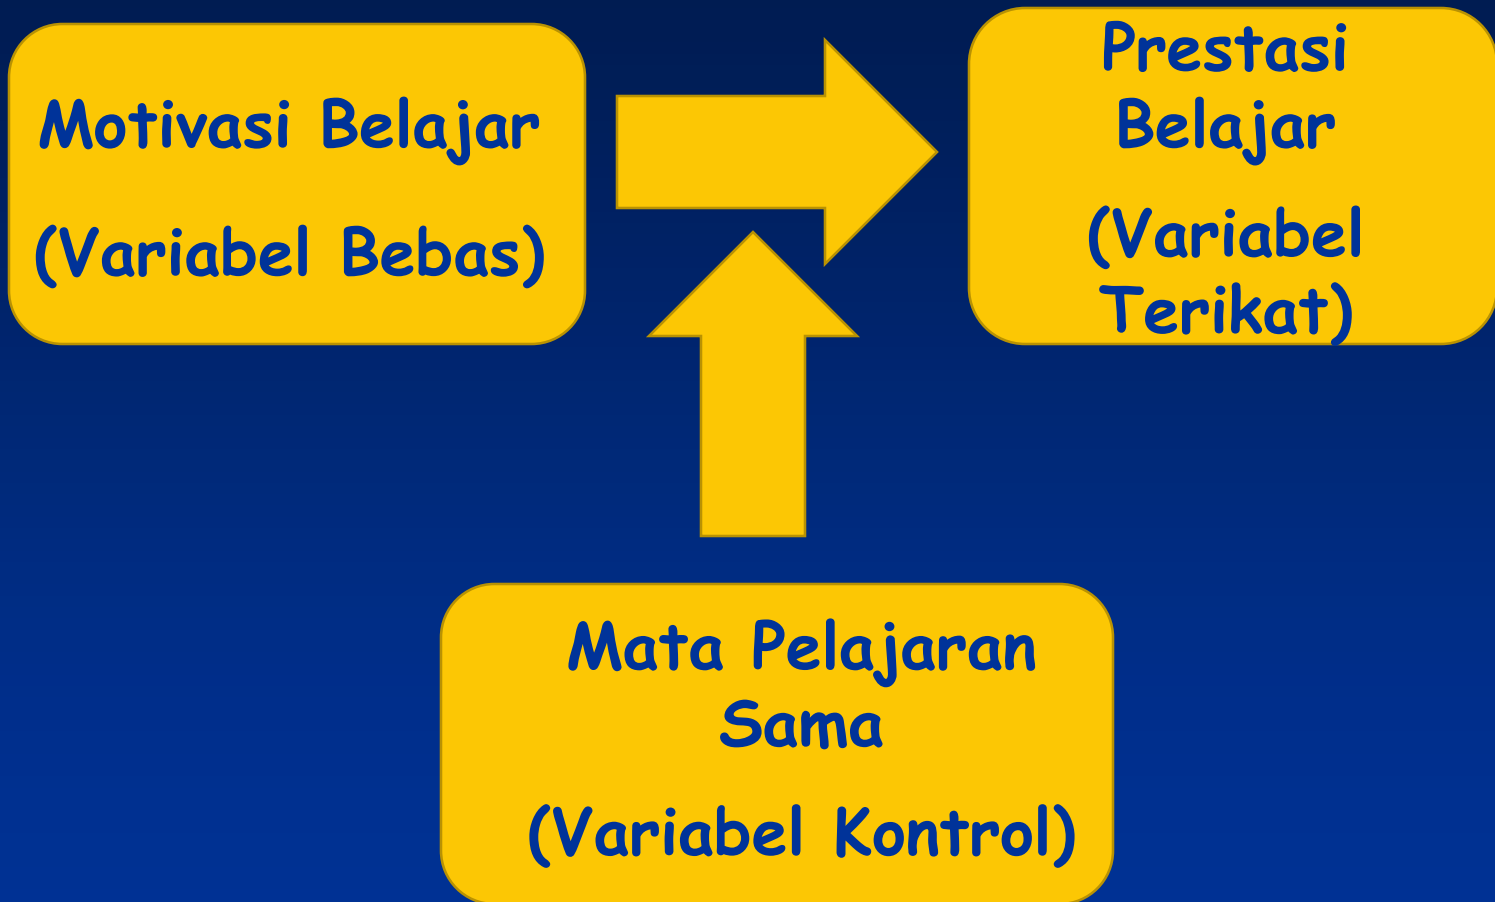 Motivasi Belajar
(Variabel Bebas)
Prestasi
Belajar
(Variabel
Terikat)
Mata Pelajaran
Sama
(Variabel Kontrol)